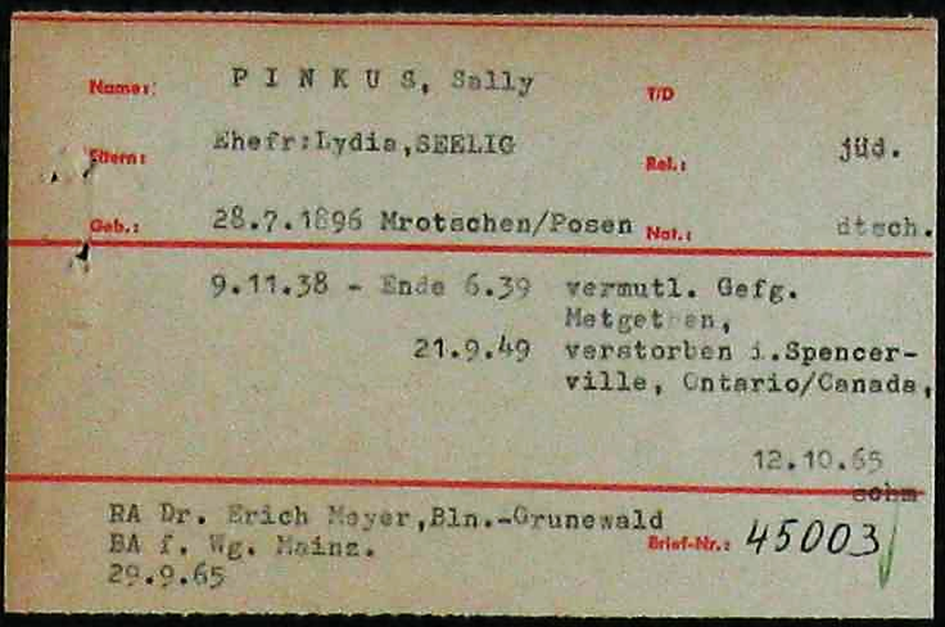 Name: P I N K U S, Sally T/D
Eltern: Ehefr:Lydia,SEELIG Rel.: jüd.
Geb.: 28.7.1896 Mrotschen/Posen Nat.: dtsch.
9.11.38 - Ende 6.39 vermutl. Gefg.
Metgethen,
21.9.49 verstorben i.Spencer-
ville, Ontario/Canada,
12.10.65
schm
RA Dr. Erich Meyer,Bln.-Grunewald
BA f. Wg. Mainz. Brief-Nr.: 45003
29.9.65